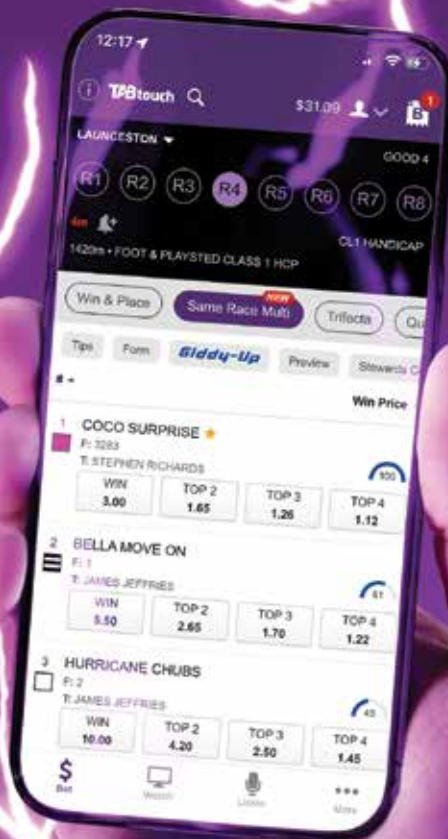 12:17
TABtouch
$31.09
B
1
LAUNCESTON
GOOD 4
R1 R2 R3 R4 R5 R6 R7 R8
4m
CL1 HANDICAP
1420m • FOOT & PLAYSTED CLASS 1 HCP
NEW
Win & Place
Same Race Multi
Trifecta
Qu
Tips
Form
Giddy-Up
Preview
Stewards C
#
Win Price
1 COCO SURPRISE
F: 3283
T: STEPHEN RICHARDS
100
WIN TOP 2 TOP 3 TOP 4
3.00 1.65 1.26 1.12
2 BELLA MOVE ON
F: 1
T: JAMES JEFFRIES
61
WIN TOP 2 TOP 3 TOP 4
5.50 2.65 1.70 1.22
3 HURRICANE CHUBS
F: 2
T: JAMES JEFFRIES
45
WIN TOP 2 TOP 3 TOP 4
10.00 4.20 2.50 1.45
$
Bet
Watch
Listen
More